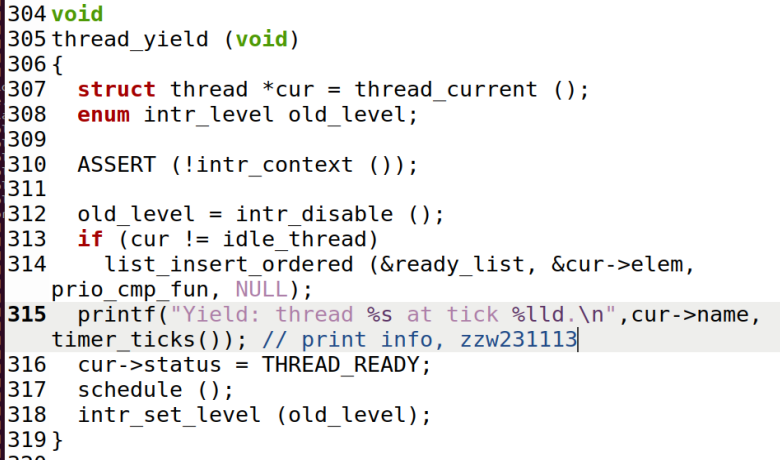 304 void
305 thread_yield (void)
306 {
307   struct thread *cur = thread_current ();
308   enum intr_level old_level;
309
310   ASSERT (!intr_context ());
311
312   old_level = intr_disable ();
313   if (cur != idle_thread)
314     list_insert_ordered (&ready_list, &cur->elem,
prio_cmp_fun, NULL);
315   printf("Yield: thread %s at tick %lld.\n",cur->name,
timer_ticks()); // print info, zzw231113
316   cur->status = THREAD_READY;
317   schedule ();
318   intr_set_level (old_level);
319 }